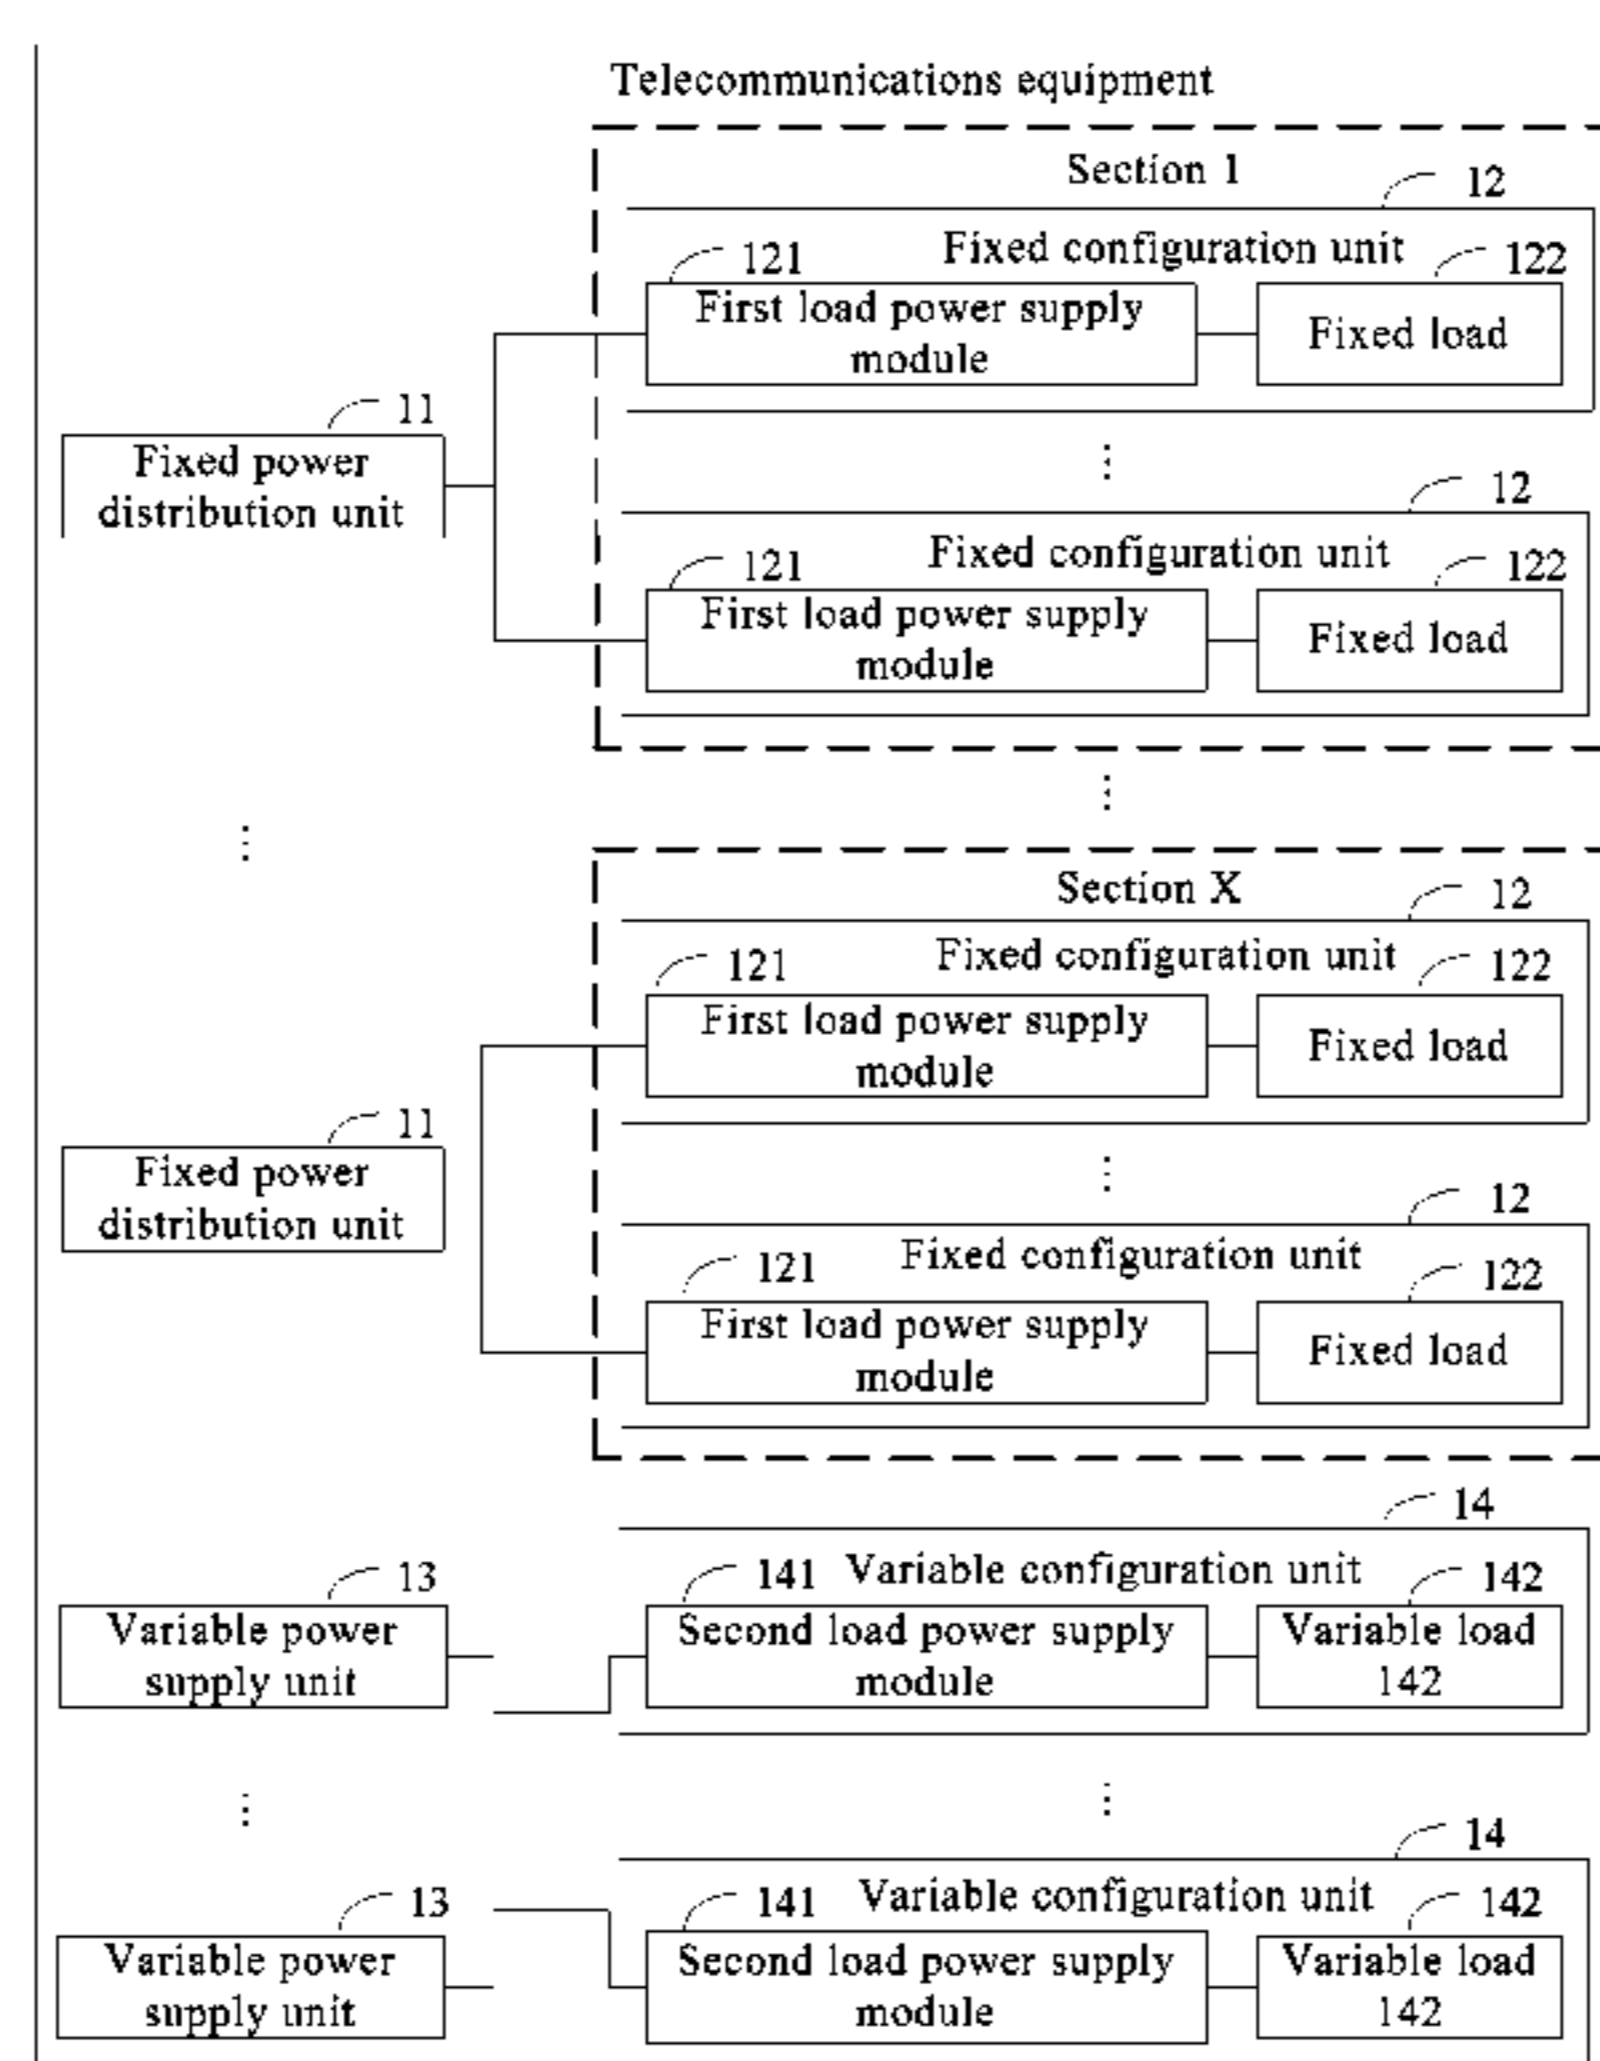 Telecommunications equipment
Section 1
12
Fixed configuration unit
121
122
First load power supply
module
Fixed load
11
Fixed power
distribution unit
12
Fixed configuration unit
121
122
First load power supply
module
Fixed load
Section X
12
Fixed configuration unit
121
122
First load power supply
module
Fixed load
11
Fixed power
distribution unit
12
Fixed configuration unit
121
122
First load power supply
module
Fixed load
14
13
141
Variable configuration unit
142
Variable power
supply unit
Second load power supply
module
Variable load
142
14
13
141
Variable configuration unit
142
Variable power
supply unit
Second load power supply
module
Variable load
142